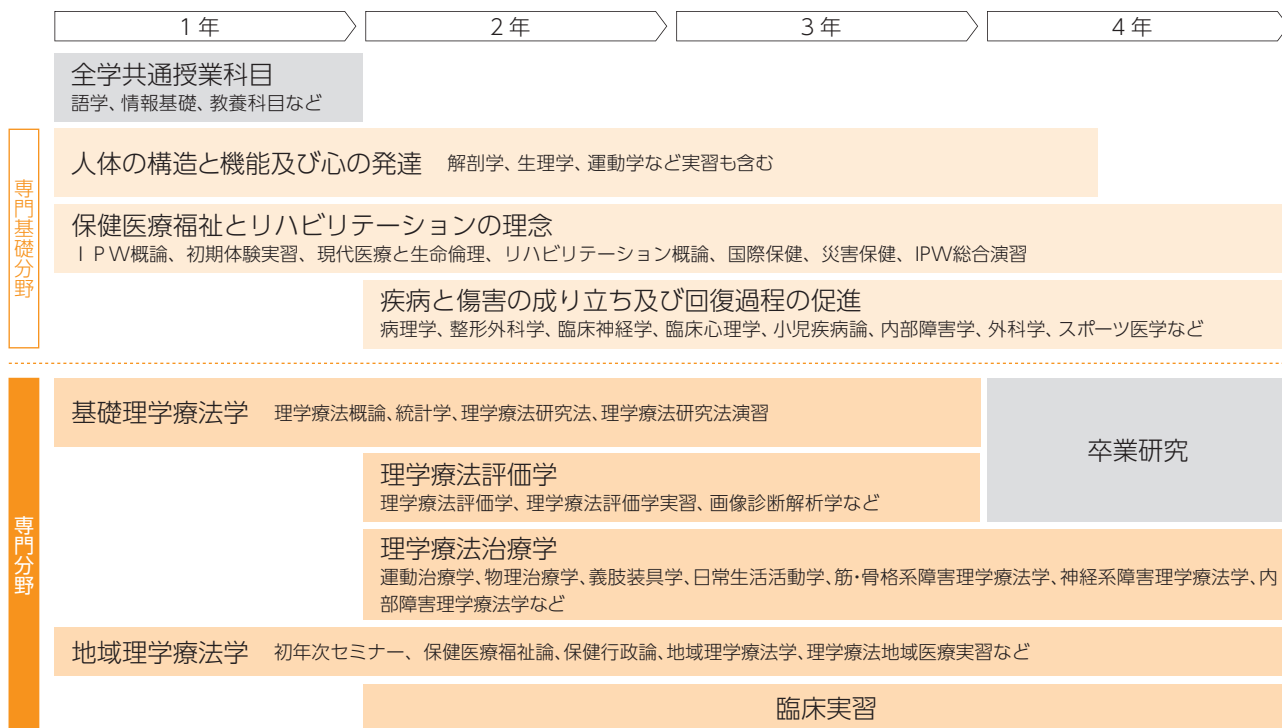 1年
2年
3年
4年
全学共通授業科目
語学、情報基礎、教養科目など
専門基礎分野
人体の構造と機能及び心の発達 解剖学、生理学、運動学など実習も含む
保健医療福祉とリハビリテーションの理念
IPW概論、初期体験実習、現代医療と生命倫理、リハビリテーション概論、国際保健、災害保健、IPW総合演習
疾病と傷害の成り立ち及び回復過程の促進
病理学、整形外科学、臨床神経学、臨床心理学、小児疾病論、内部障害学、外科学、スポーツ医学など
専門分野
基礎理学療法学 理学療法概論、統計学、理学療法研究法、理学療法研究法演習
卒業研究
理学療法評価学
理学療法評価学、理学療法評価学実習、画像診断解析学など
理学療法治療学
運動治療学、物理治療学、義肢装具学、日常生活活動学、筋・骨格系障害理学療法学、神経系障害理学療法学、内
部障害理学療法学など
地域理学療法学 初年次セミナー、保健医療福祉論、保健行政論、地域理学療法学、理学療法地域医療実習など
臨床実習